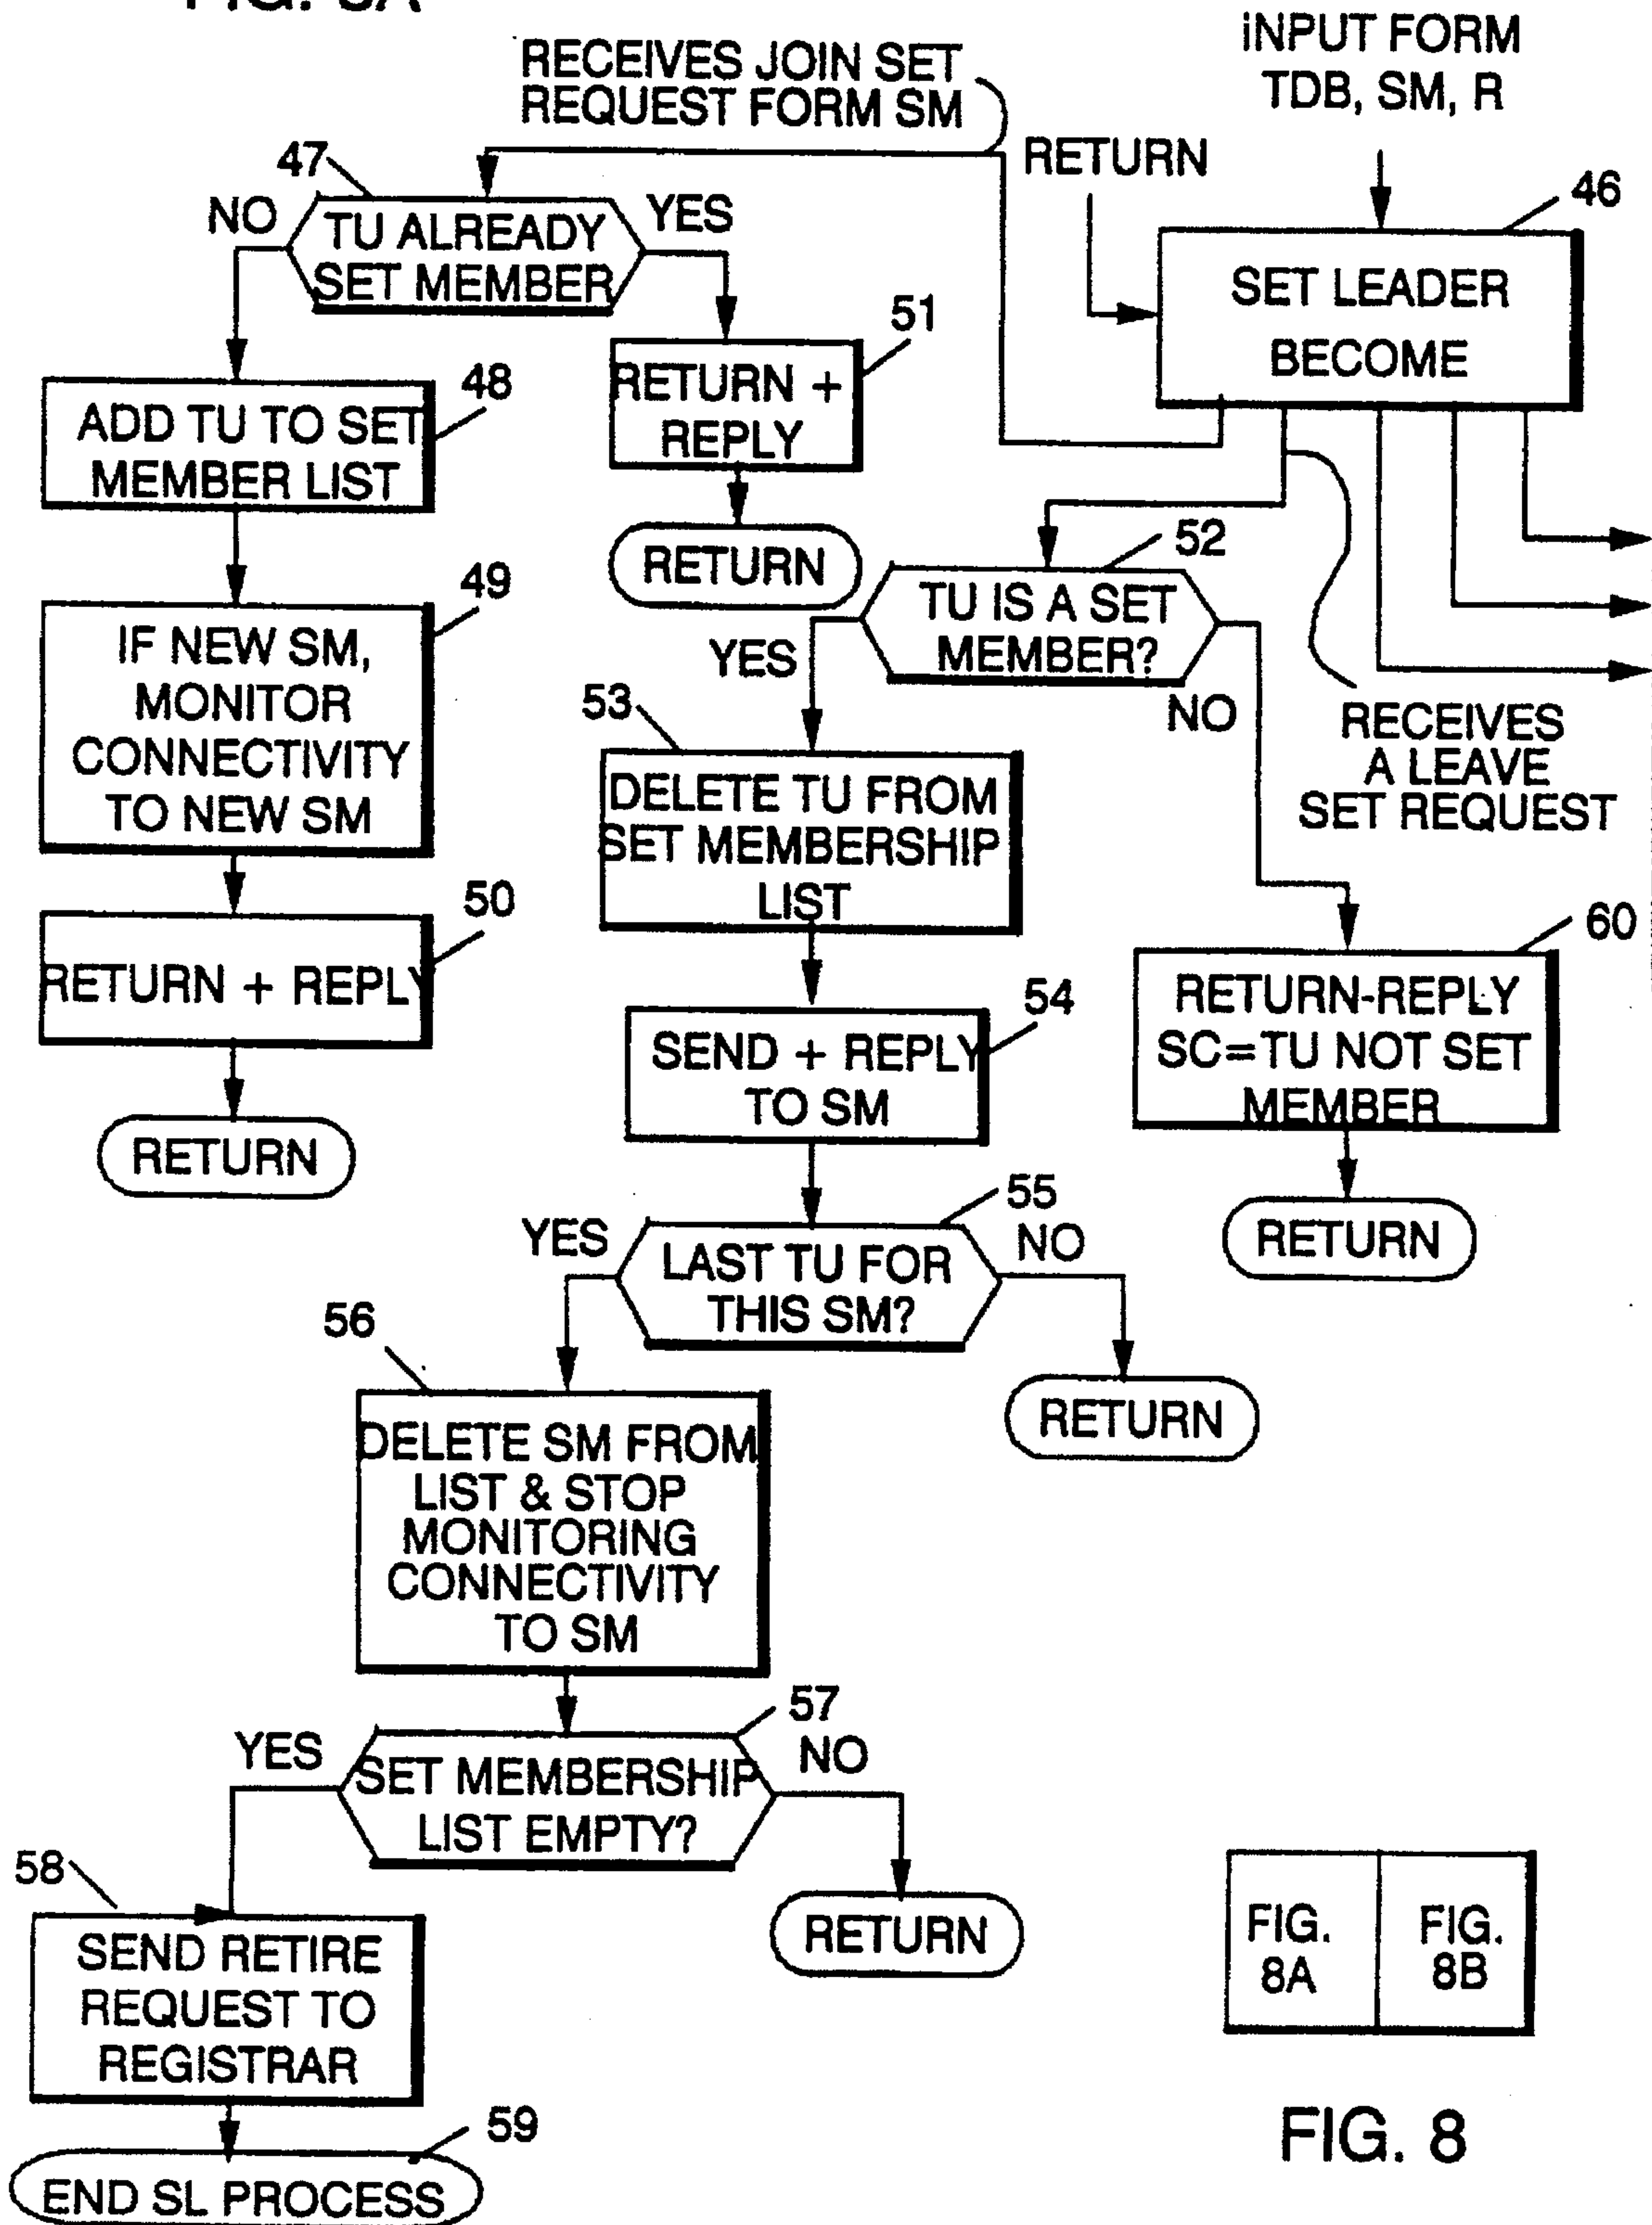 RECEIVES JOIN SET
REQUEST FORM SM
INPUT FORM
TDB, SM, R
RETURN
46
SET LEADER
BECOME
47
NO
YES
TU ALREADY
SET MEMBER
48
ADD TU TO SET
MEMBER LIST
51
RETURN +
REPLY
RETURN
49
IF NEW SM,
MONITOR
CONNECTIVITY
TO NEW SM
50
RETURN + REPLY
RETURN
52
TU IS A SET
MEMBER?
YES
NO
RECEIVES
A LEAVE
SET REQUEST
53
DELETE TU FROM
SET MEMBERSHIP
LIST
60
RETURN-REPLY
SC=TU NOT SET
MEMBER
RETURN
54
SEND + REPLY
TO SM
55
YES
NO
LAST TU FOR
THIS SM?
RETURN
56
DELETE SM FROM
LIST & STOP
MONITORING
CONNECTIVITY
TO SM
57
YES
NO
SET MEMBERSHIP
LIST EMPTY?
RETURN
58
SEND RETIRE
REQUEST TO
REGISTRAR
59
END SL PROCESS
FIG.
8A
FIG.
8B
FIG. 8